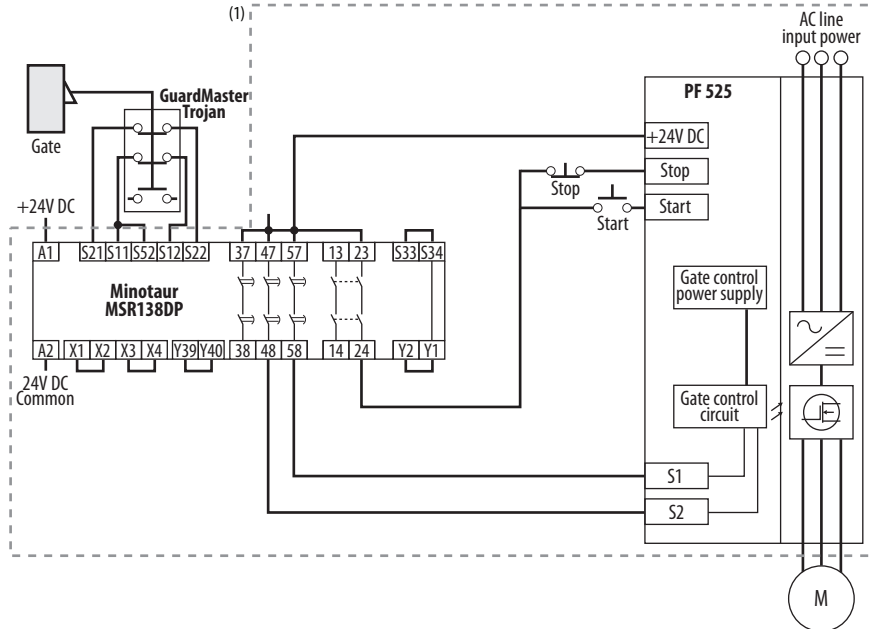 (1)
AC line
input power
GuardMaster
Trojan
PF 525
Gate
+24V DC
Stop
Stop
Start
Start
+24V DC
A1 S21 S11 S52 S12 S22 37 47 57 13 23 S33 S34
Minotaur
MSR138DP
Gate control
power supply
A2 X1 X2 X3 X4 Y39 Y40 38 48 58 14 24 Y2 Y1
24V DC
Common
Gate control
circuit
S1
S2
M